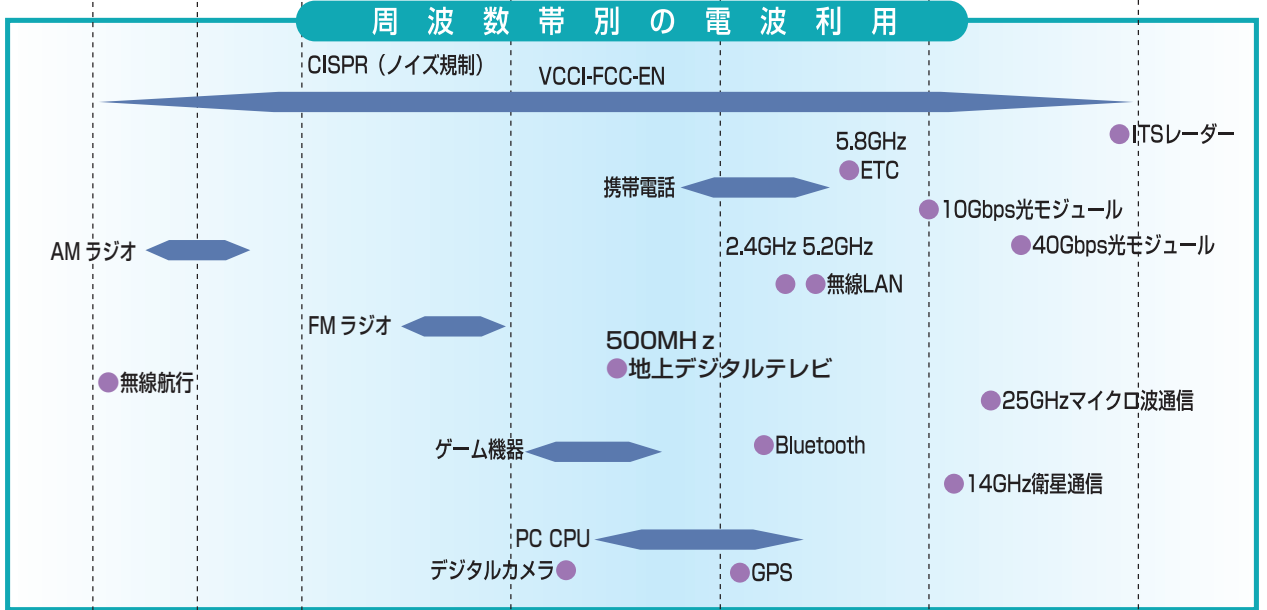 周波数帯別の電波利用
CISPR（ノイズ規制）
VCCI-FCC-EN
ITSレーダー
5.8GHz
ETC
携帯電話
10Gbps光モジュール
40Gbps光モジュール
AM ラジオ
2.4GHz 5.2GHz
無線LAN
FM ラジオ
500MHz
地上デジタルテレビ
無線航行
25GHzマイクロ波通信
ゲーム機器
Bluetooth
14GHz衛星通信
PC CPU
デジタルカメラ
GPS